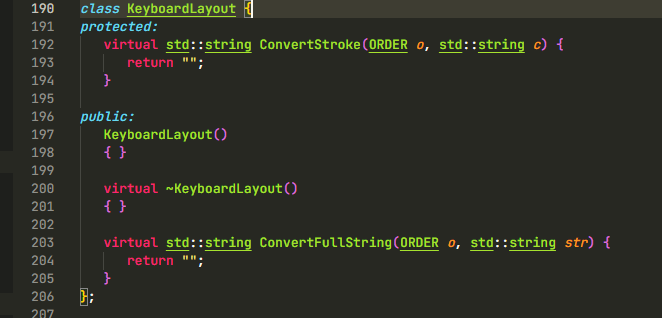 190 class KeyboardLayout {
191 protected:
192 virtual std::string ConvertStroke(ORDER o, std::string c) {
193 return "";
194 }
195
196 public:
197 KeyboardLayout()
198 { }
199
200 virtual ~KeyboardLayout()
201 { }
202
203 virtual std::string ConvertFullString(ORDER o, std::string str) {
204 return "";
205 }
206 };
207